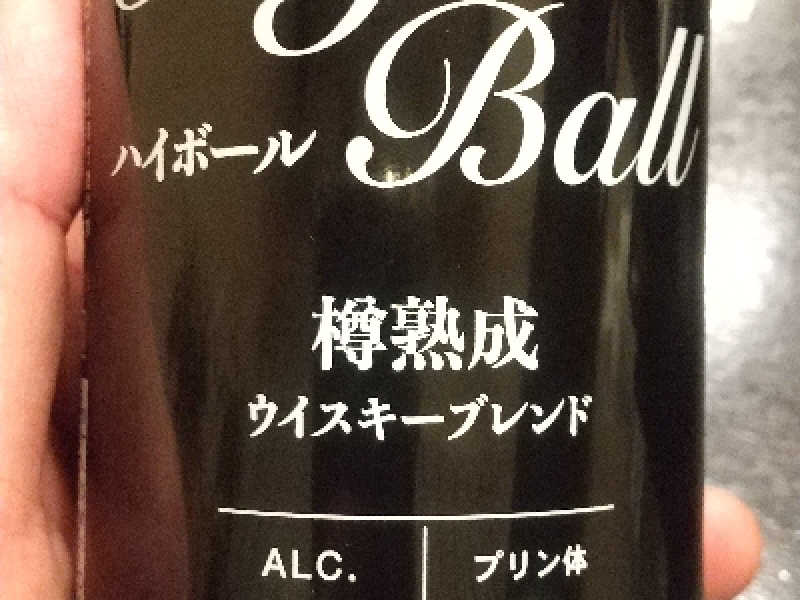 Ball
ハイボール
樽熟成
ウイスキーブレンド
ALC.
プリン体